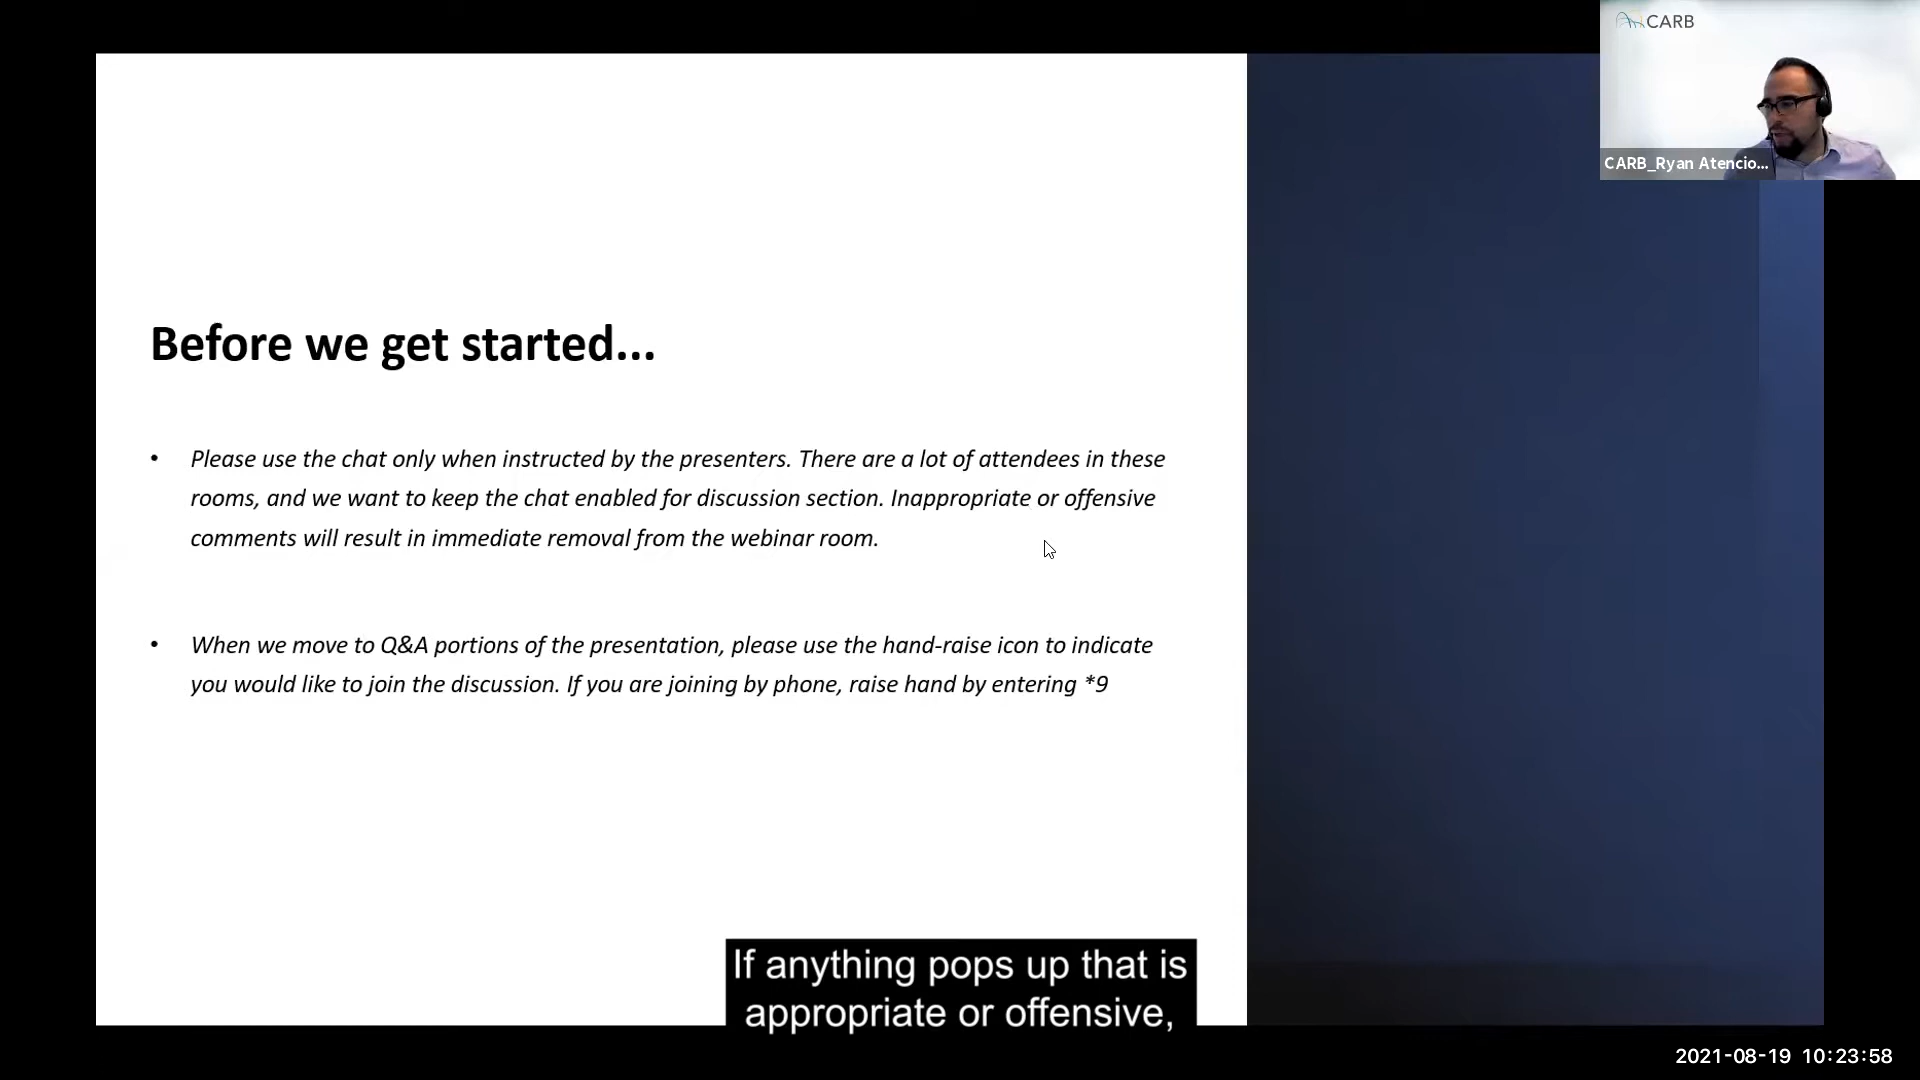 CARB
CARB_Ryan Atencio...
Before we get started...
• Please use the chat only when instructed by the presenters. There are a lot of attendees in these
rooms, and we want to keep the chat enabled for discussion section. Inappropriate or offensive
comments will result in immediate removal from the webinar room.
• When we move to Q&A portions of the presentation, please use the hand-raise icon to indicate
you would like to join the discussion. If you are joining by phone, raise hand by entering *9
If anything pops up that is
appropriate or offensive,
2021-08-19 10:23:58